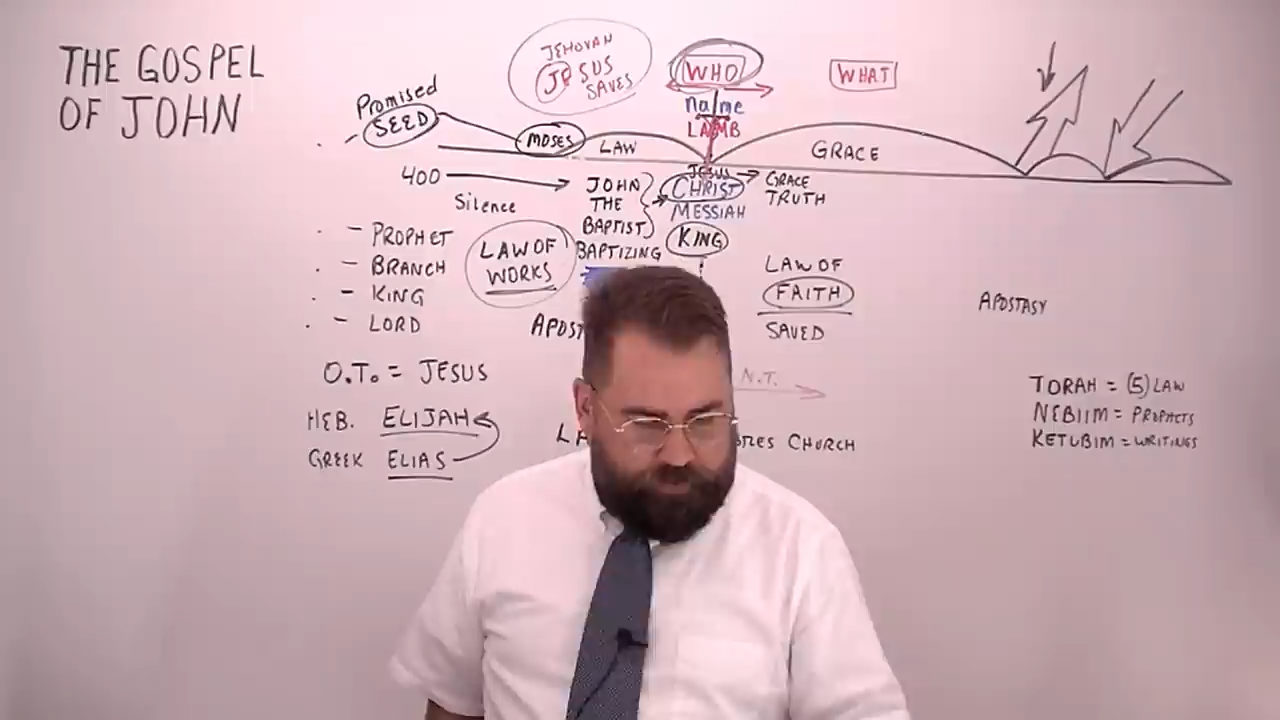 THE GOSPEL
OF JOHN
JEHOVAH
JESUS
SAVES
WHO
WHAT
name
LAMB
Promised
SEED
MOSES
LAW
GRACE
400
Silence
JOHN
THE
BAPTIST
BAPTIZING
JESUS
CHRIST
MESSIAH
KING
GRACE
TRUTH
- PROPHET
- BRANCH
- KING
- LORD
LAW OF
WORKS
LAW OF
FAITH
SAVED
APOSTASY
O.T. = JESUS
N.T.
HEB. ELIJAH
GREEK ELIAS
CHURCH
TORAH = (5) LAW
NEBIIM = PROPHETS
KETUBIM = WRITINGS